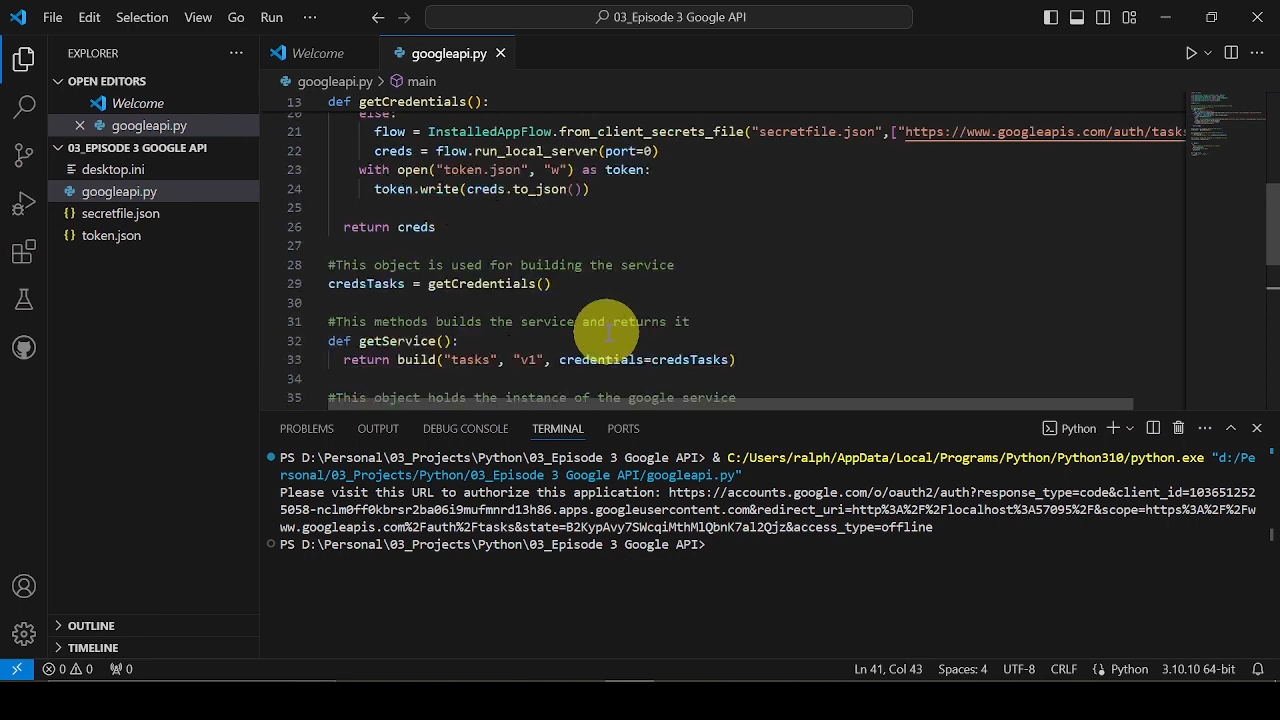 File Edit Selection View Go Run ···
03_Episode 3 Google API
EXPLORER
OPEN EDITORS
Welcome
googleapi.py
03_EPISODE 3 GOOGLE API
desktop.ini
googleapi.py
secretfile.json
token.json
OUTLINE
TIMELINE
Welcome
googleapi.py
googleapi.py > main
13 def getCredentials():
20 else:
21 flow = InstalledAppFlow.from_client_secrets_file("secretfile.json",["https://www.googleapis.com/auth/tasks
22 creds = flow.run_local_server(port=0)
23 with open("token.json", "w") as token:
24 token.write(creds.to_json())
25
26 return creds
27
28 #This object is used for building the service
29 credsTasks = getCredentials()
30
31 #This methods builds the service and returns it
32 def getService():
33 return build("tasks", "v1", credentials=credsTasks)
34
35 #This object holds the instance of the google service
PROBLEMS OUTPUT DEBUG CONSOLE TERMINAL PORTS
Python
PS D:\Personal\03_Projects\Python\03_Episode 3 Google API> & C:/Users/ralph/AppData/Local/Programs/Python/Python310/python.exe "d:/Pe
rsonal/03_Projects/Python/03_Episode 3 Google API/googleapi.py"
Please visit this URL to authorize this application: https://accounts.google.com/o/oauth2/auth?response_type=code&client_id=103651252
5058-nclm0ff0kbrsr2ba06i9mufmnrd13h86.apps.googleusercontent.com&redirect_uri=http%3A%2F%2Flocalhost%3A57095%2F&scope=https%3A%2F%2Fw
ww.googleapis.com%2Fauth%2Ftasks&state=B2KypAvy7SWcqiMthMlQbnK7al2Qjz&access_type=offline
PS D:\Personal\03_Projects\Python\03_Episode 3 Google API>
0 0 0
Ln 41, Col 43 Spaces: 4 UTF-8 CRLF Python 3.10.10 64-bit